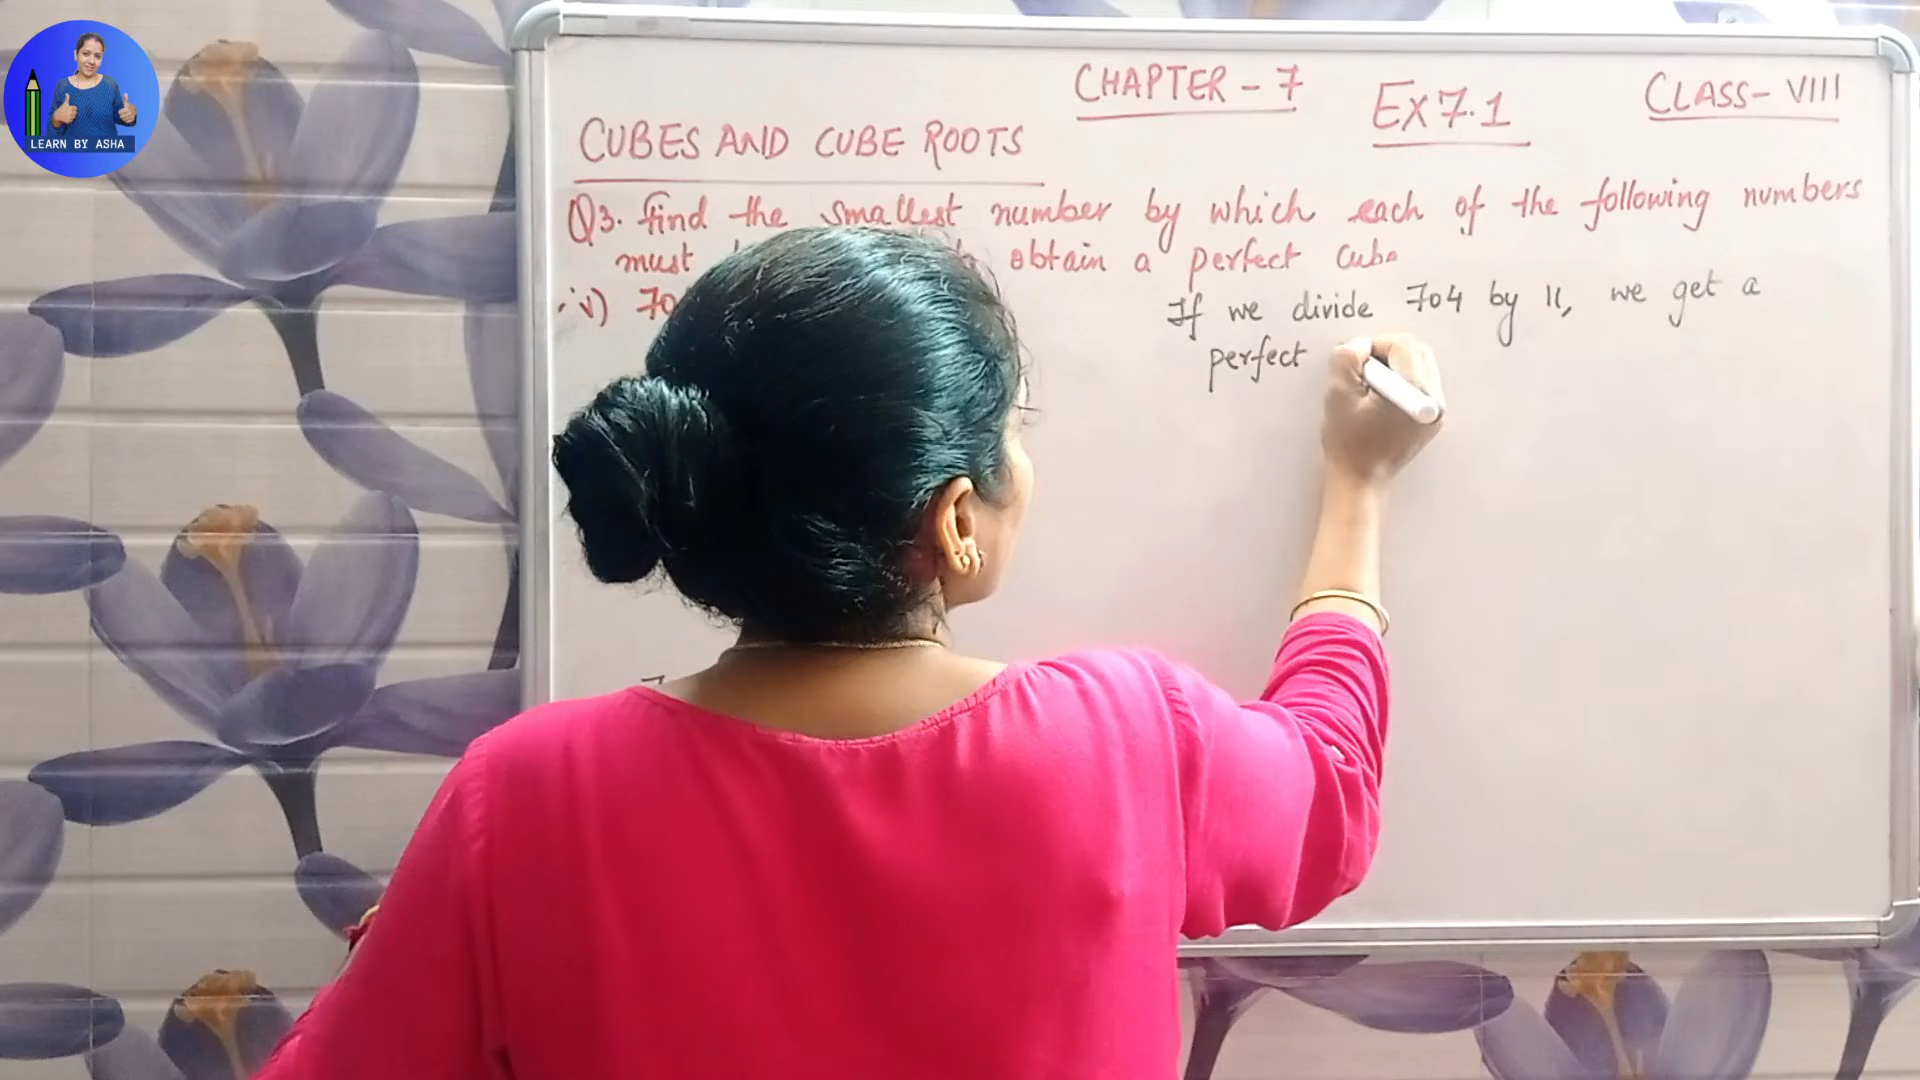 LEARN BY ASHA
CHAPTER - 7
EX 7.1
CLASS - VIII
CUBES AND CUBE ROOTS
Q3. find the smallest number by which each of the following numbers
must obtain a perfect cube
v) 70
If we divide 704 by 11, we get a
perfect